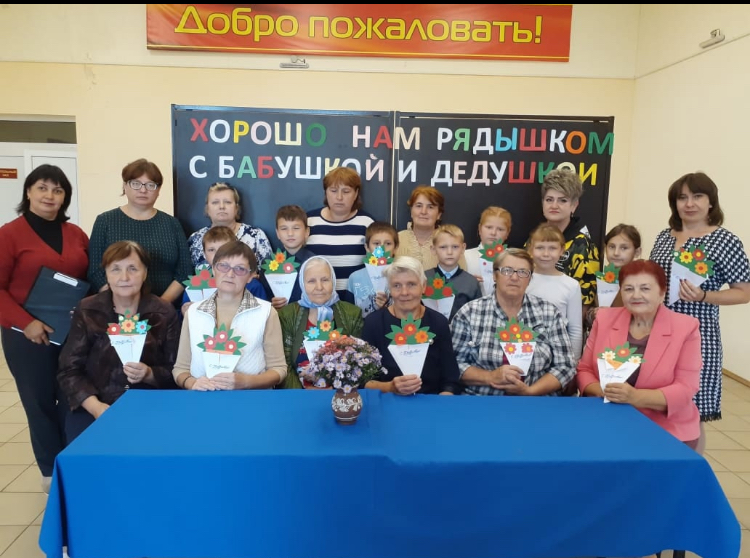 Добро пожаловать!
ХОРОШО НАМ РЯДЫШКОМ
С БАБУШКОЙ И ДЕДУШКОЙ